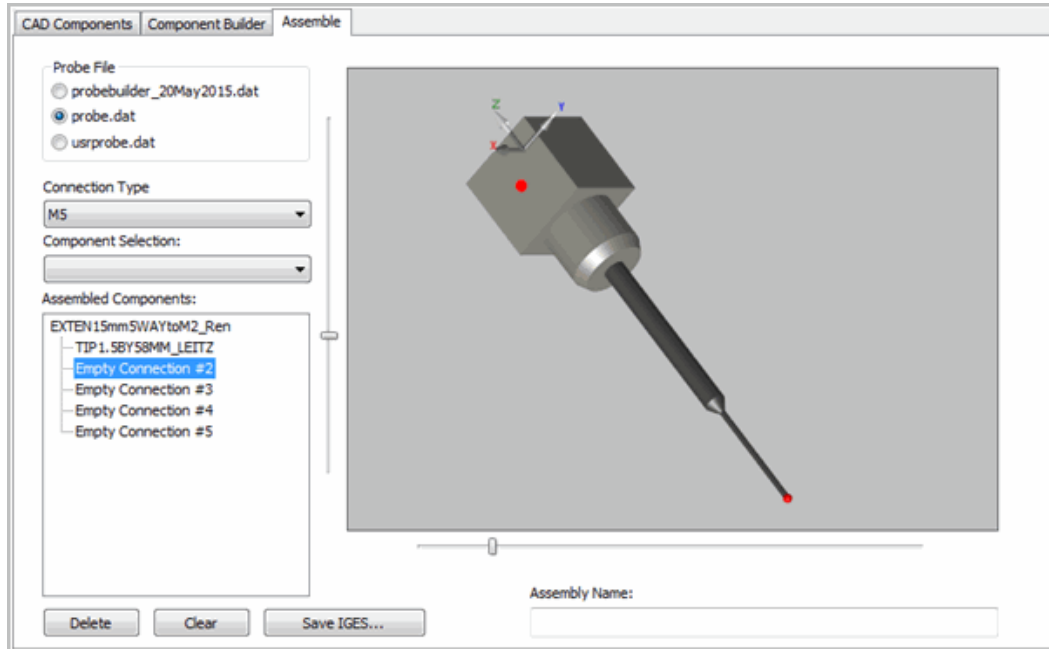 CAD Components
Component Builder
Assemble
Probe File
probebuilder_20May2015.dat
probe.dat
usrprobe.dat
Connection Type
M5
Component Selection:
Assembled Components:
EXTEN15mm5WAYtoM2_Ren
TIP1.5BY58MM_LEITZ
Empty Connection #2
Empty Connection #3
Empty Connection #4
Empty Connection #5
Delete
Clear
Save IGES...
Z
Y
X
Assembly Name: